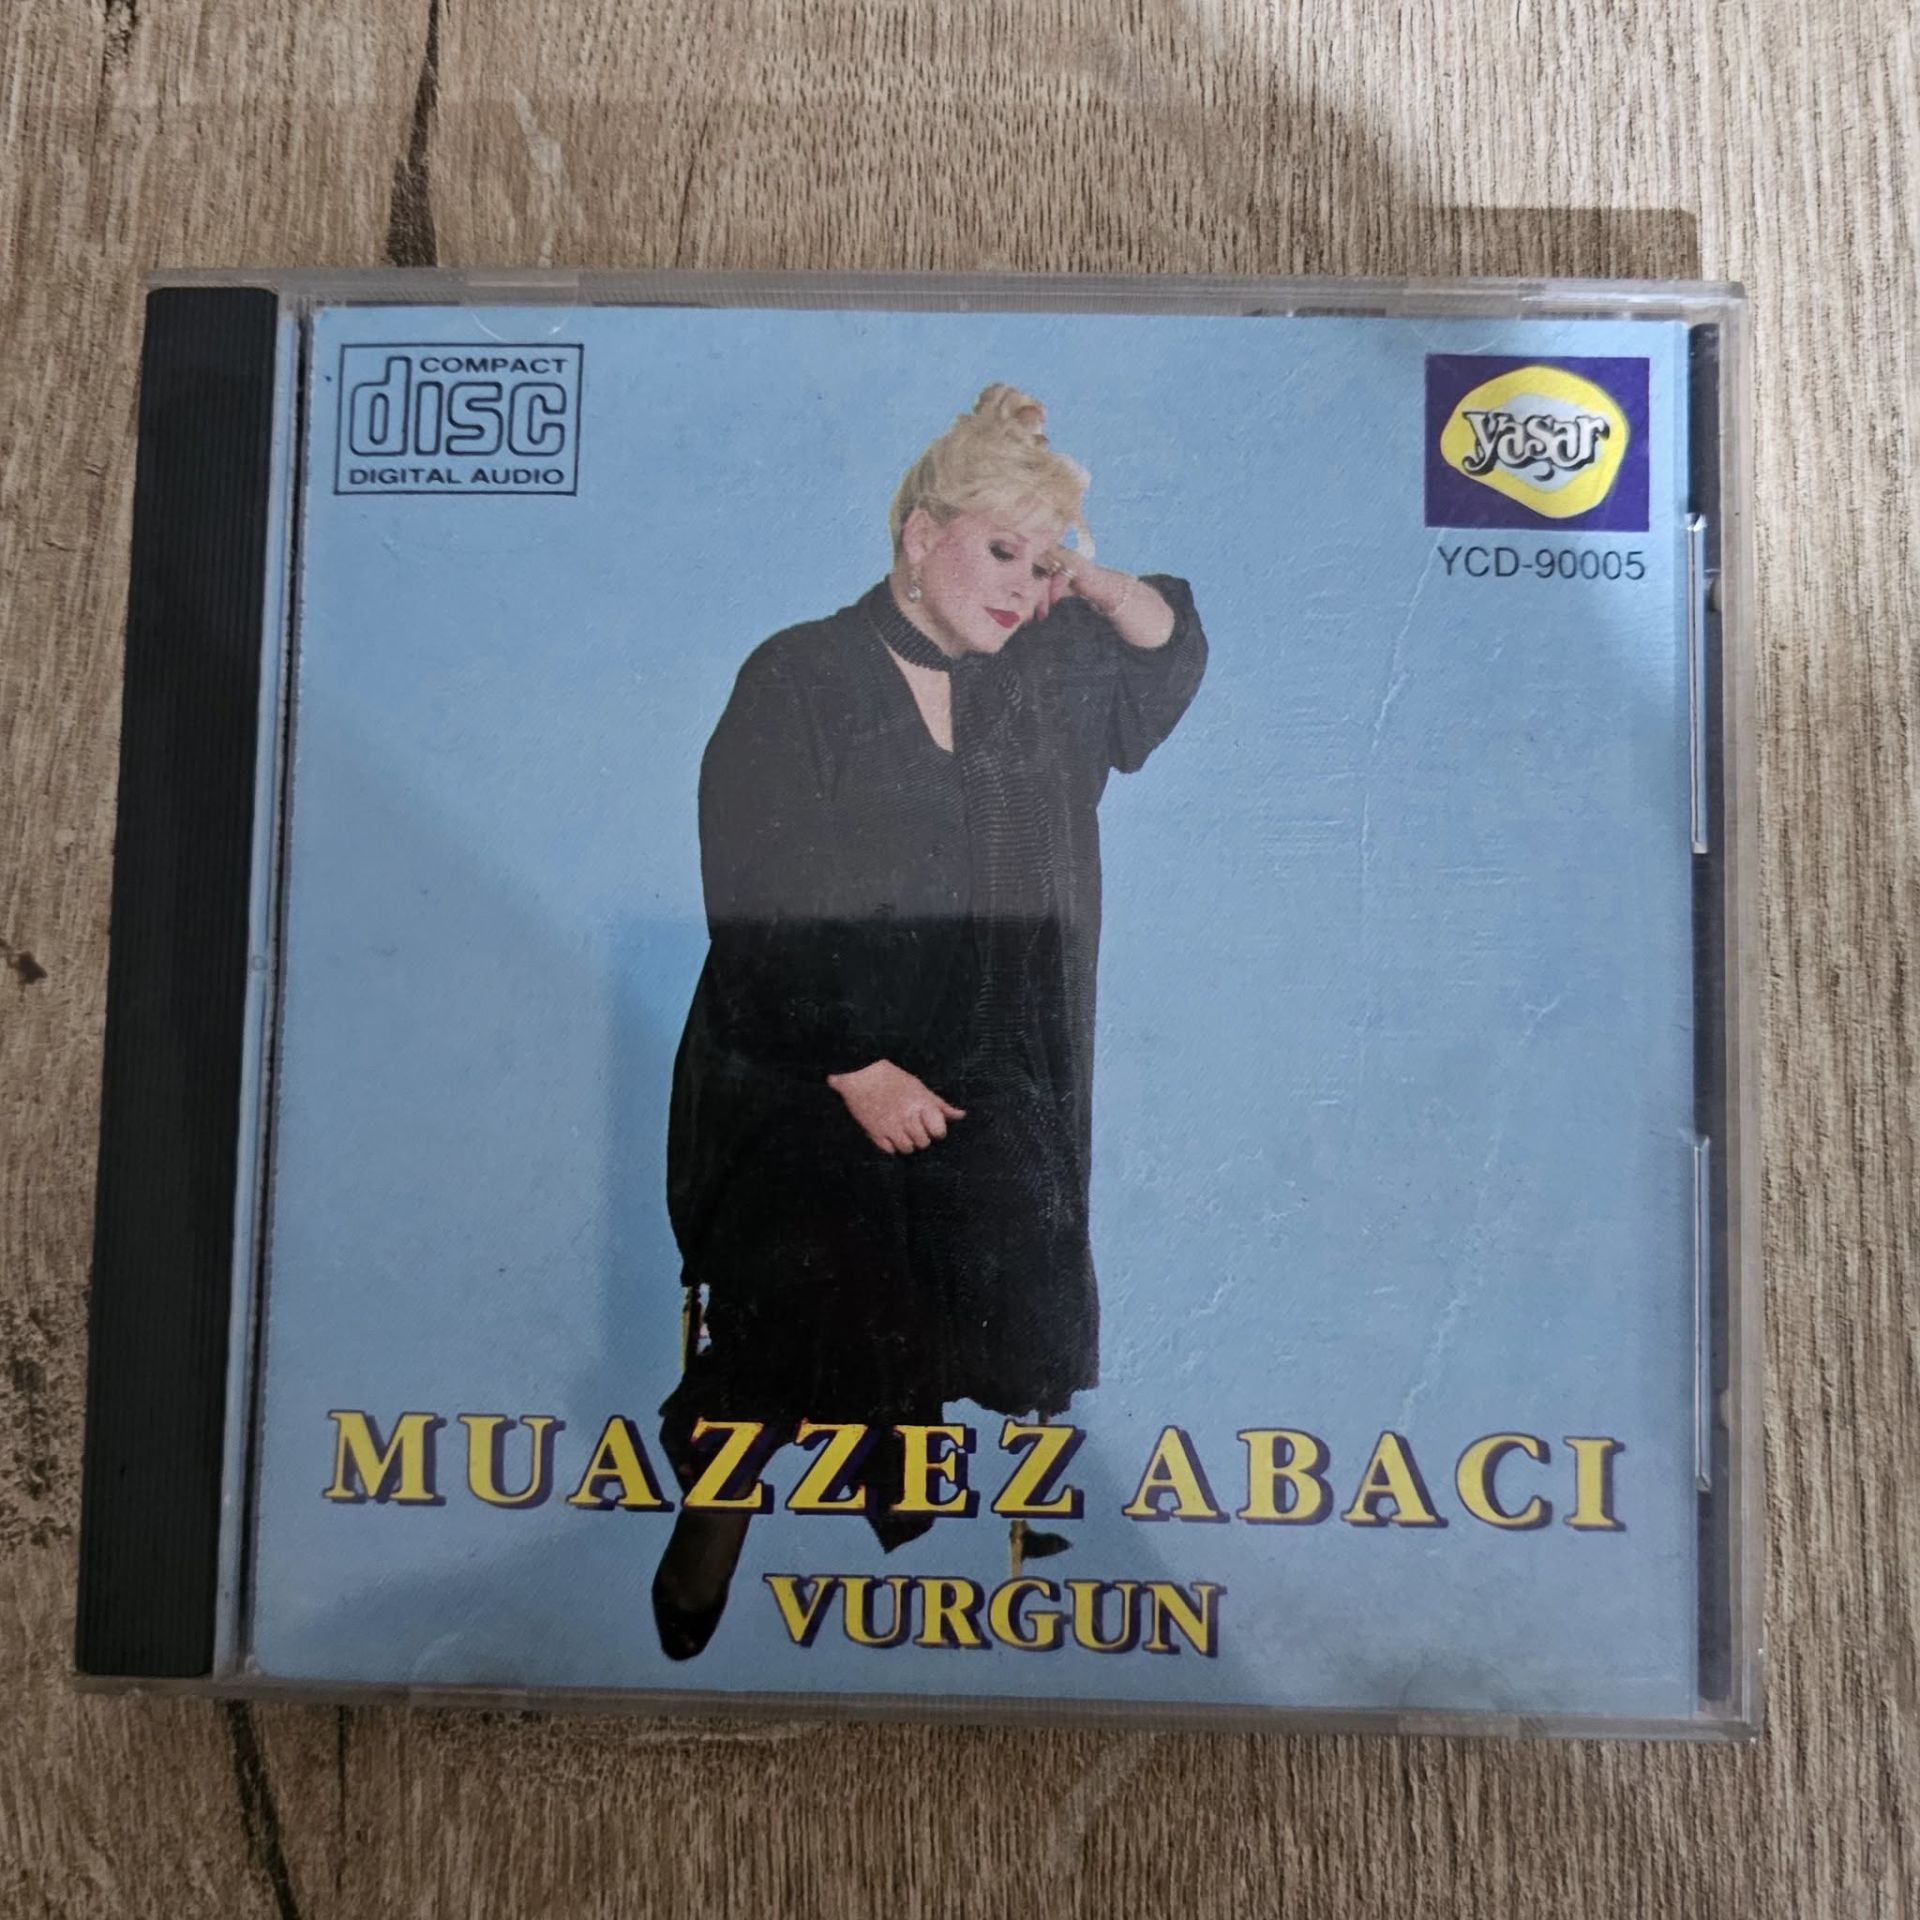 COMPACT
disc
DIGITAL AUDIO
yaşar
YCD-90005
MUAZZEZ ABACI
VURGUN